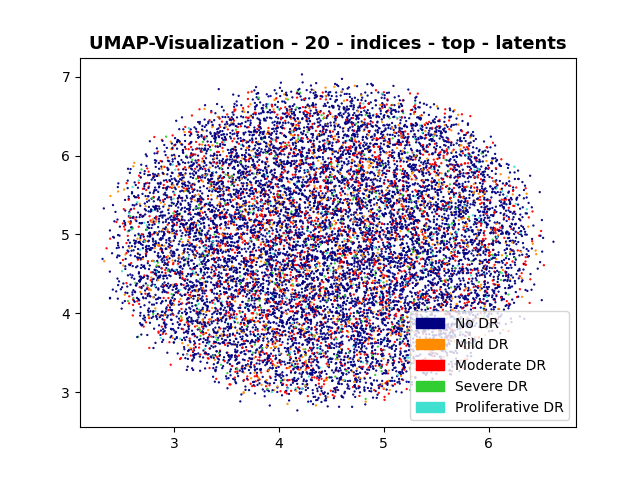 UMAP-Visualization - 20 - indices - top - latents
7
6
5
4
3
3 4 5 6
No DR
Mild DR
Moderate DR
Severe DR
Proliferative DR